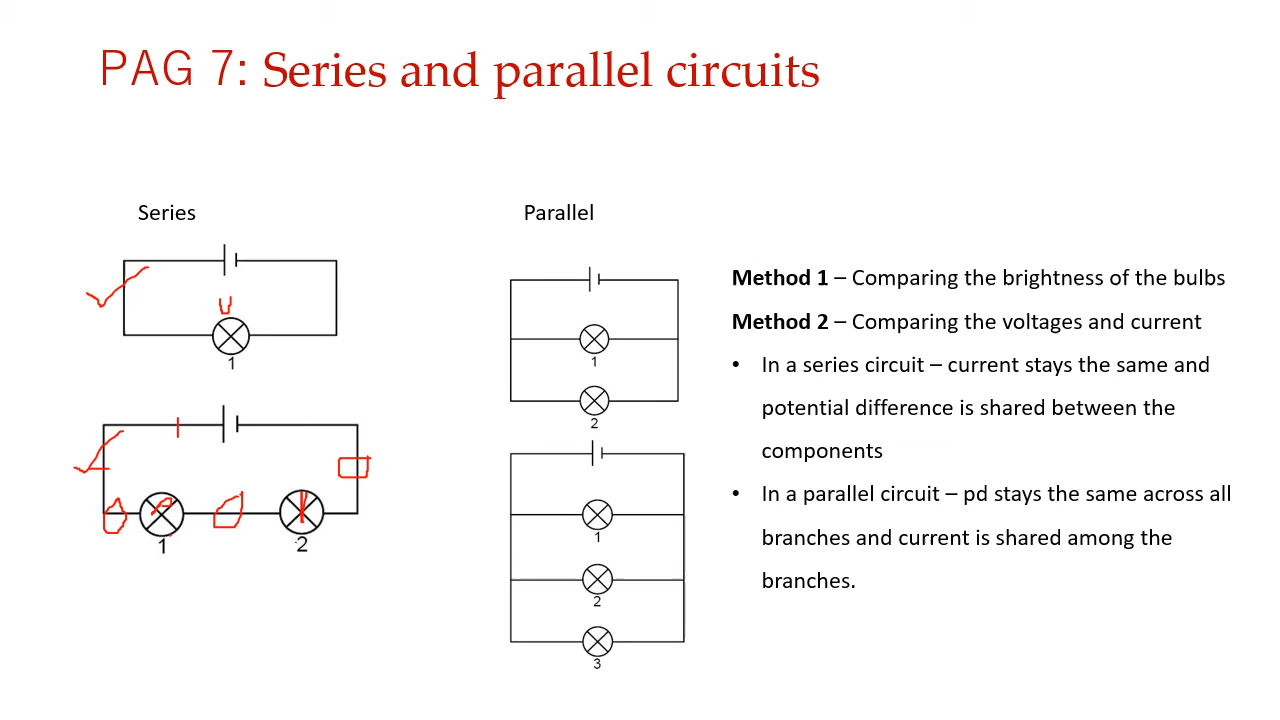 PAG 7: Series and parallel circuits
Series
1
1
2
Parallel
1
2
1
2
3
Method 1 – Comparing the brightness of the bulbs
Method 2 – Comparing the voltages and current
• In a series circuit – current stays the same and
potential difference is shared between the
components
• In a parallel circuit – pd stays the same across all
branches and current is shared among the
branches.